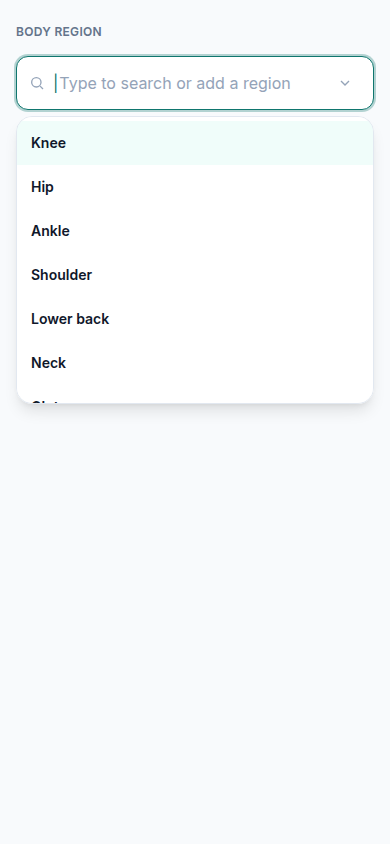 BODY REGION
Type to search or add a region
Knee
Hip
Ankle
Shoulder
Lower back
Neck